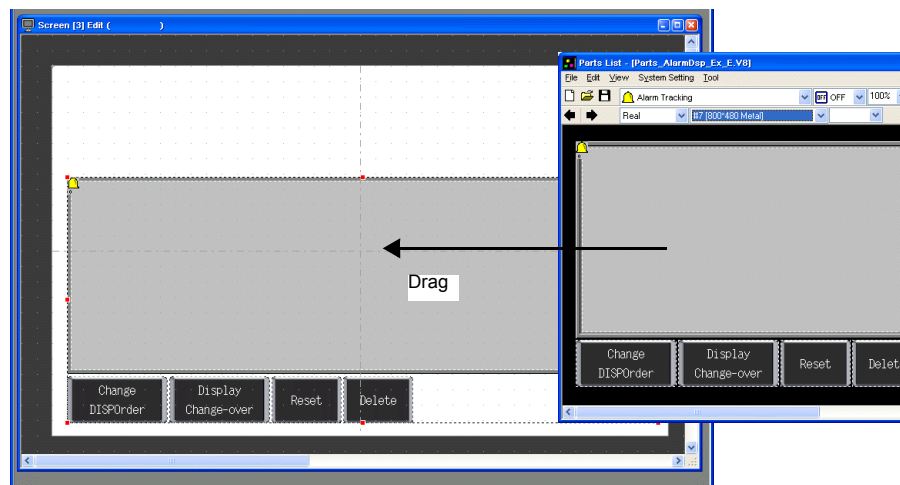 Screen [3] Edit (          )
Parts List - [Parts_AlarmDsp_Ex_E.V8]
File Edit View System Setting Tool
Alarm Tracking
OFF OFF
100%
Real
#7 [800*480 Metal]
Drag
Change
DISPOrder
Display
Change-over
Reset
Delet
Change
DISPOrder
Display
Change-over
Reset
Delete